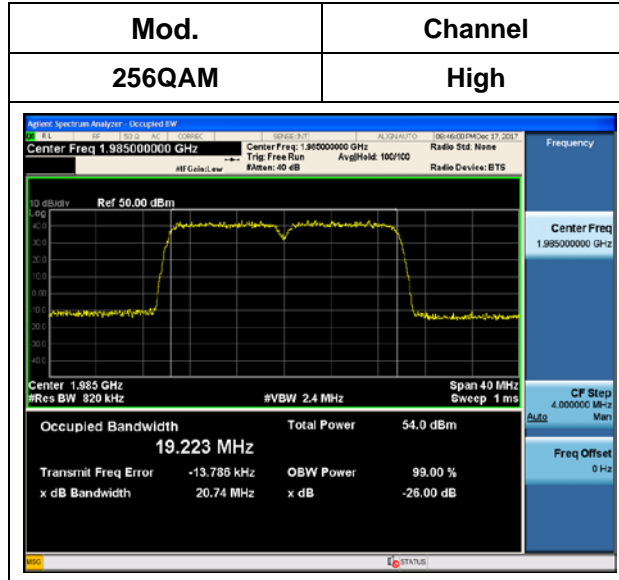 Mod. Channel
256QAM High
Agilent Spectrum Analyzer - Occupied BW
RL RF 50 Ω AC CORREC SENSE:INT ALIGNAUTO 06:46:00 PM Dec 17, 2017
Center Freq 1.985000000 GHz Center Freq: 1.985000000 GHz Radio Std: None Frequency
Trig: Free Run Avg|Hold: 100/100
#IFGain:Low #Atten: 40 dB Radio Device: BTS
10 dB/div Ref 50.00 dBm
Log
40.0
30.0
20.0
10.0
0.00
-10.0
-20.0
-30.0
-40.0
Center Freq
1.985000000 GHz
Center 1.985 GHz Span 40 MHz
#Res BW 820 kHz #VBW 2.4 MHz Sweep 1 ms
CF Step
4.000000 MHz
Auto Man
Occupied Bandwidth Total Power 54.0 dBm
19.223 MHz
Freq Offset
0 Hz
Transmit Freq Error -13.786 kHz OBW Power 99.00 %
x dB Bandwidth 20.74 MHz x dB -26.00 dB
MSG STATUS